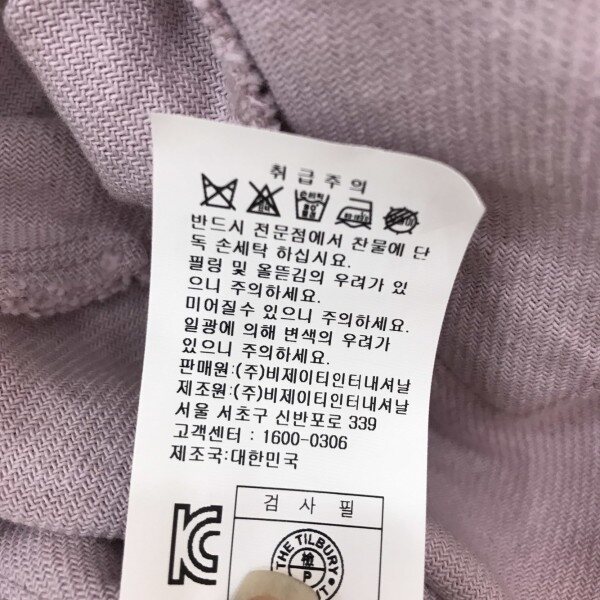 취급주의
반드시 전문점에서 찬물에 단
독 손세탁 하십시요.
필링 및 올뜯김의 우려가 있
으니 주의하세요.
미어질수 있으니 주의하세요.
일광에 의해 변색의 우려가
있으니 주의하세요.
판매원:(주)비제이티인터내셔날
제조원:(주)비제이티인터내셔날
서울 서초구 신반포로 339
고객센터 : 1600-0306
제조국:대한민국
검사필
THE TILBURY
檢
P